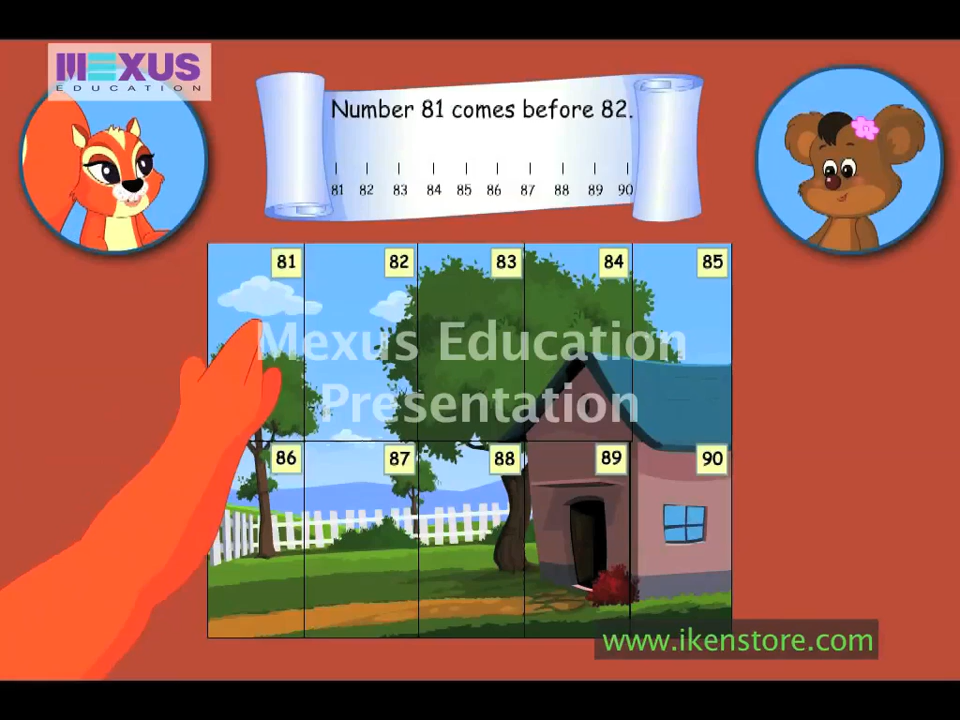 MEXUS
EDUCATION
Number 81 comes before 82.
81 82 83 84 85 86 87 88 89 90
81 82 83 84 85
Mexus Education
Presentation
86 87 88 89 90
www.ikenstore.com